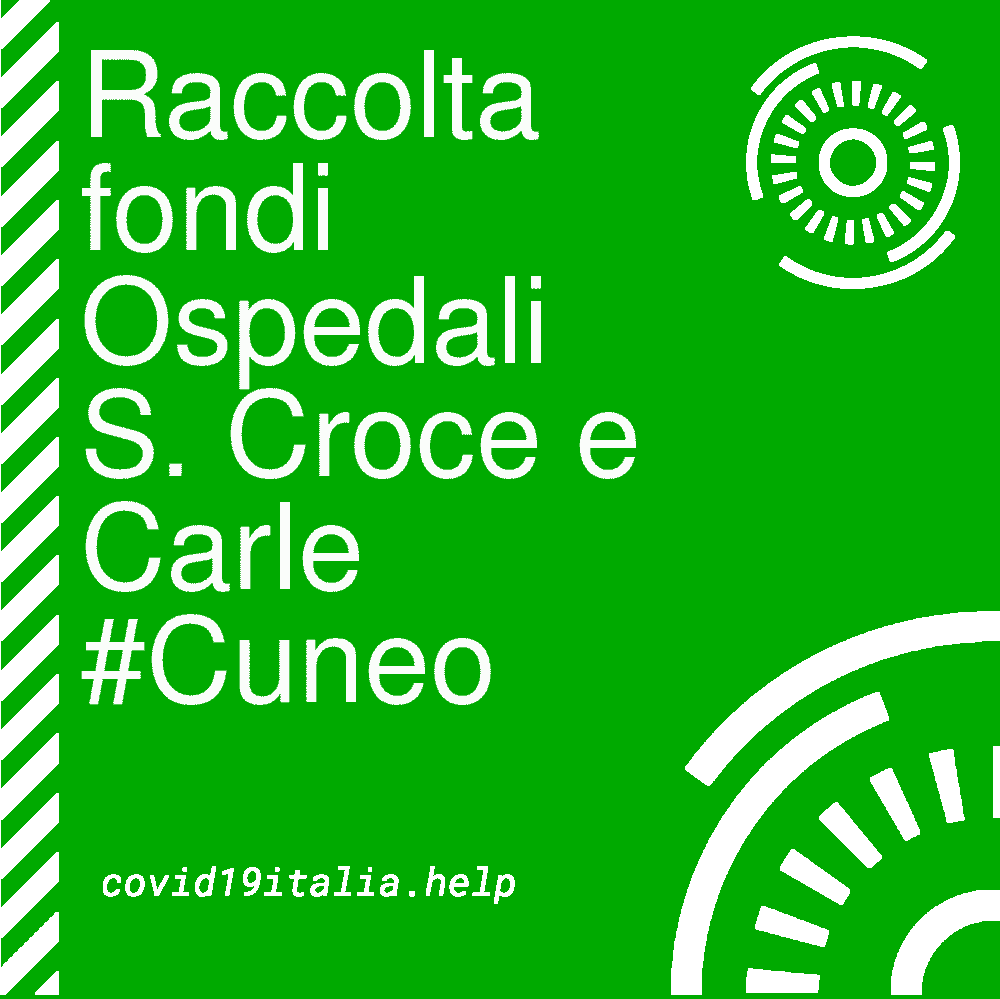 Raccolta
fondi
Ospedali
S. Croce e
Carle
#Cuneo
covid19italia.help